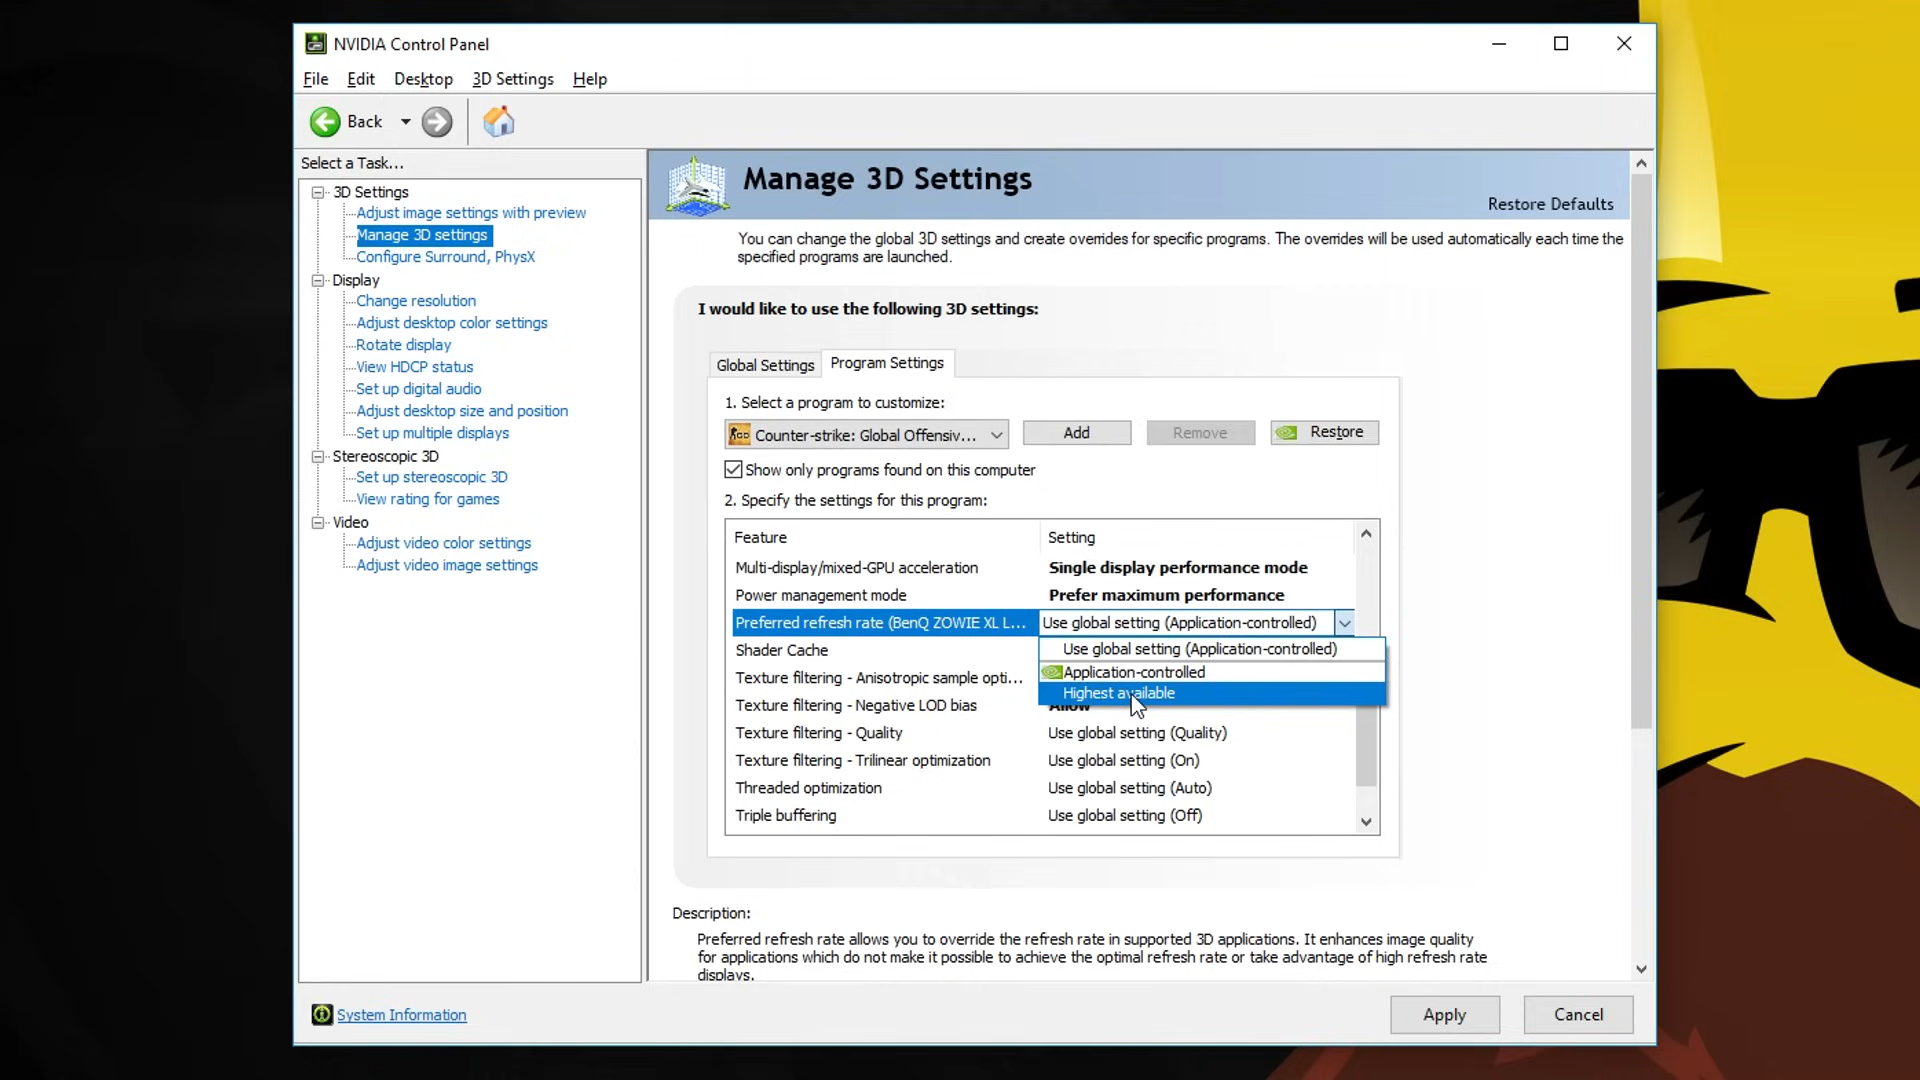 NVIDIA Control Panel
File Edit Desktop 3D Settings Help
Back
Select a Task...
3D Settings
Adjust image settings with preview
Manage 3D settings
Configure Surround, PhysX
Display
Change resolution
Adjust desktop color settings
Rotate display
View HDCP status
Set up digital audio
Adjust desktop size and position
Set up multiple displays
Stereoscopic 3D
Set up stereoscopic 3D
View rating for games
Video
Adjust video color settings
Adjust video image settings
System Information
Manage 3D Settings
Restore Defaults
You can change the global 3D settings and create overrides for specific programs. The overrides will be used automatically each time the
specified programs are launched.
I would like to use the following 3D settings:
Global Settings Program Settings
1. Select a program to customize:
Counter-strike: Global Offensiv... Add Remove Restore
Show only programs found on this computer
2. Specify the settings for this program:
Feature Setting
Multi-display/mixed-GPU acceleration Single display performance mode
Power management mode Prefer maximum performance
Preferred refresh rate (BenQ ZOWIE XL L... Use global setting (Application-controlled)
Use global setting (Application-controlled)
Application-controlled
Highest available
Shader Cache
Texture filtering - Anisotropic sample opti...
Texture filtering - Negative LOD bias Allow
Texture filtering - Quality Use global setting (Quality)
Texture filtering - Trilinear optimization Use global setting (On)
Threaded optimization Use global setting (Auto)
Triple buffering Use global setting (Off)
Description:
Preferred refresh rate allows you to override the refresh rate in supported 3D applications. It enhances image quality
for applications which do not make it possible to achieve the optimal refresh rate or take advantage of high refresh rate
displays.
Apply Cancel